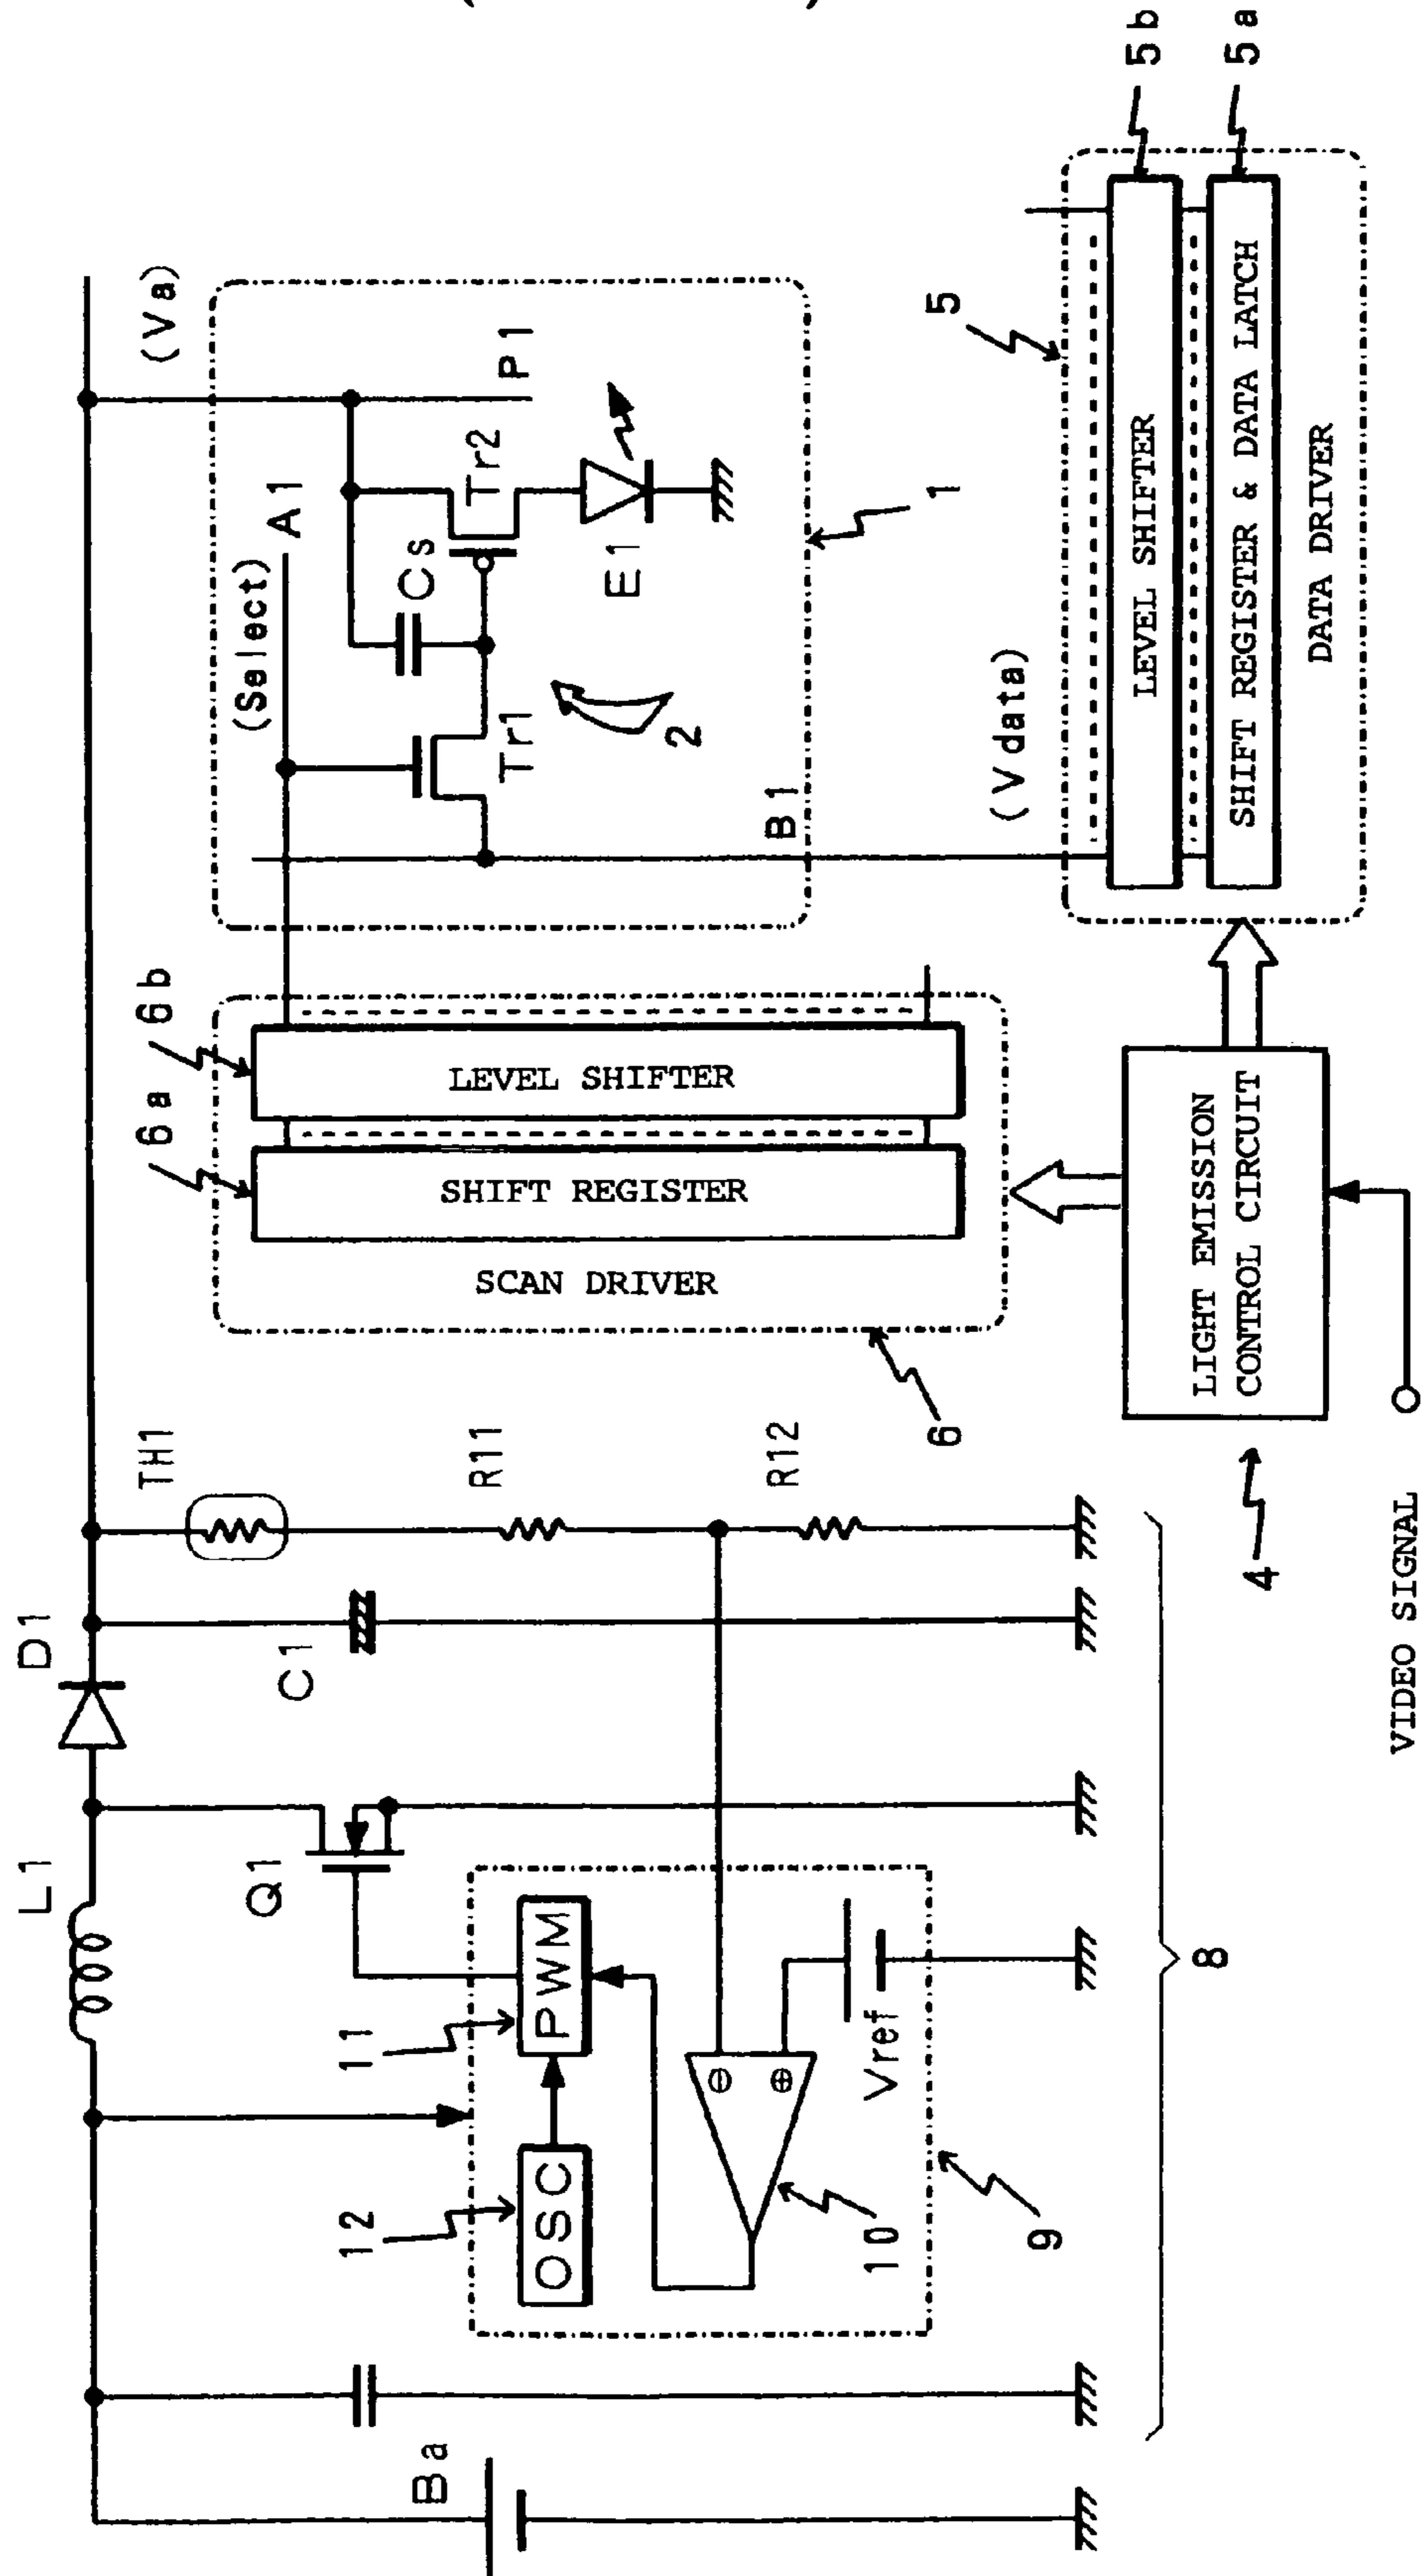 L1
D1
TH1
(Va)
Q1
C1
R11
R12
Ba
12
OSC
11
PWM
10
⊖
⊕
Vref
9
8
6a
6b
SHIFT REGISTER
LEVEL SHIFTER
SCAN DRIVER
6
(Select)
A1
P1
Cs
Tr2
Tr1
E1
2
B1
1
(Vdata)
5
LEVEL SHIFTER
5b
SHIFT REGISTER & DATA LATCH
5a
DATA DRIVER
LIGHT EMISSION
CONTROL CIRCUIT
4
VIDEO SIGNAL